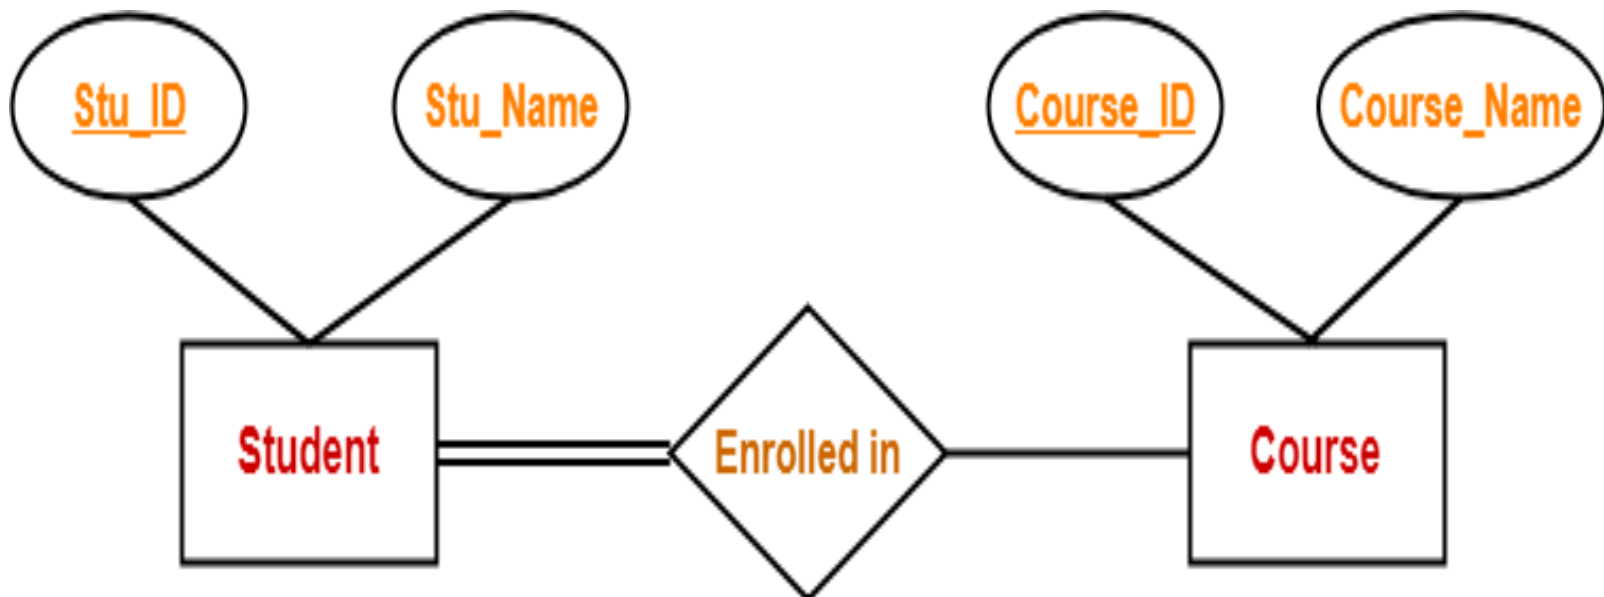 Stu_ID
Stu_Name
Course_ID
Course_Name
Student
Enrolled in
Course